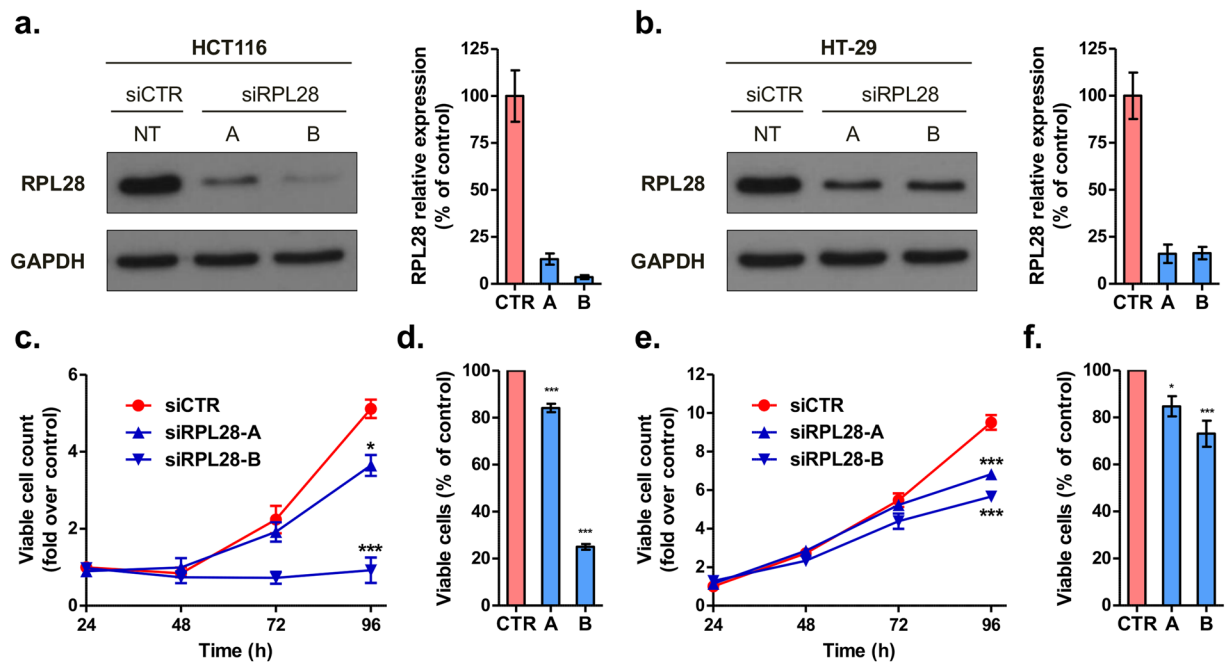 a.
HCT116
siCTR siRPL28
NT A B
RPL28
GAPDH
RPL28 relative expression
(% of control)
125
100
75
50
25
0
CTR A B
b.
HT-29
siCTR siRPL28
NT A B
RPL28
GAPDH
RPL28 relative expression
(% of control)
125
100
75
50
25
0
CTR A B
c.
Viable cell count
(fold over control)
6
4
2
0
siCTR
siRPL28-A
siRPL28-B
*
***
24 48 72 96
Time (h)
d.
Viable cells (% of control)
100
80
60
40
20
0
***
***
CTR A B
e.
Viable cell count
(fold over control)
12
10
8
6
4
2
0
siCTR
siRPL28-A
siRPL28-B
***
***
24 48 72 96
Time (h)
f.
Viable cells (% of control)
100
80
60
40
20
0
*
***
CTR A B